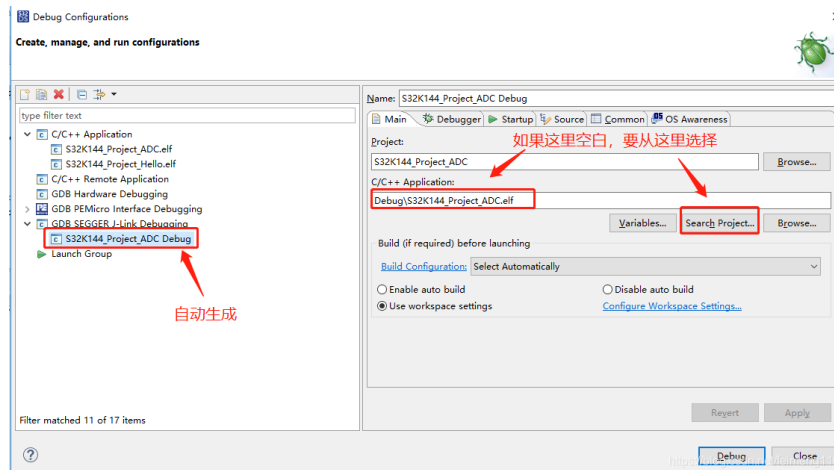 Debug Configurations
Create, manage, and run configurations
type filter text
C/C++ Application
S32K144_Project_ADC.elf
S32K144_Project_Hello.elf
C/C++ Remote Application
GDB Hardware Debugging
GDB PEMicro Interface Debugging
GDB SEGGER J-Link Debugging
S32K144_Project_ADC Debug
Launch Group
自动生成
Filter matched 11 of 17 items
Name: S32K144_Project_ADC Debug
Main Debugger Startup Source Common OS Awareness
如果这里空白，要从这里选择
Project:
S32K144_Project_ADC Browse...
C/C++ Application:
Debug\S32K144_Project_ADC.elf
Variables... Search Project... Browse...
Build (if required) before launching
Build Configuration: Select Automatically
Enable auto build Disable auto build
Use workspace settings Configure Workspace Settings...
Revert Apply
Debug Close